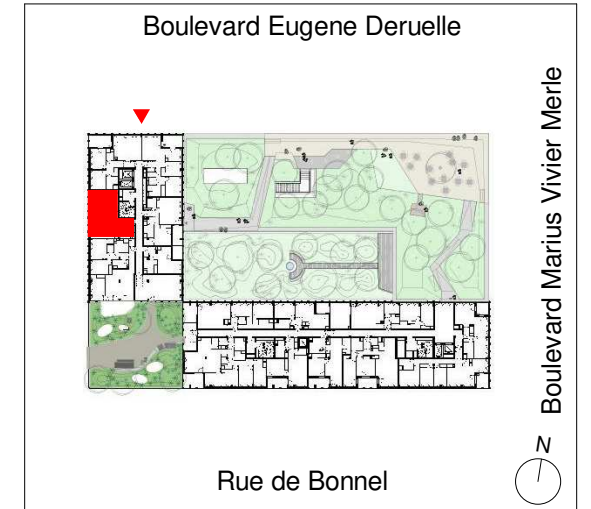 Boulevard Eugene Deruelle
Boulevard Marius Vivier Merle
N
Rue de Bonnel